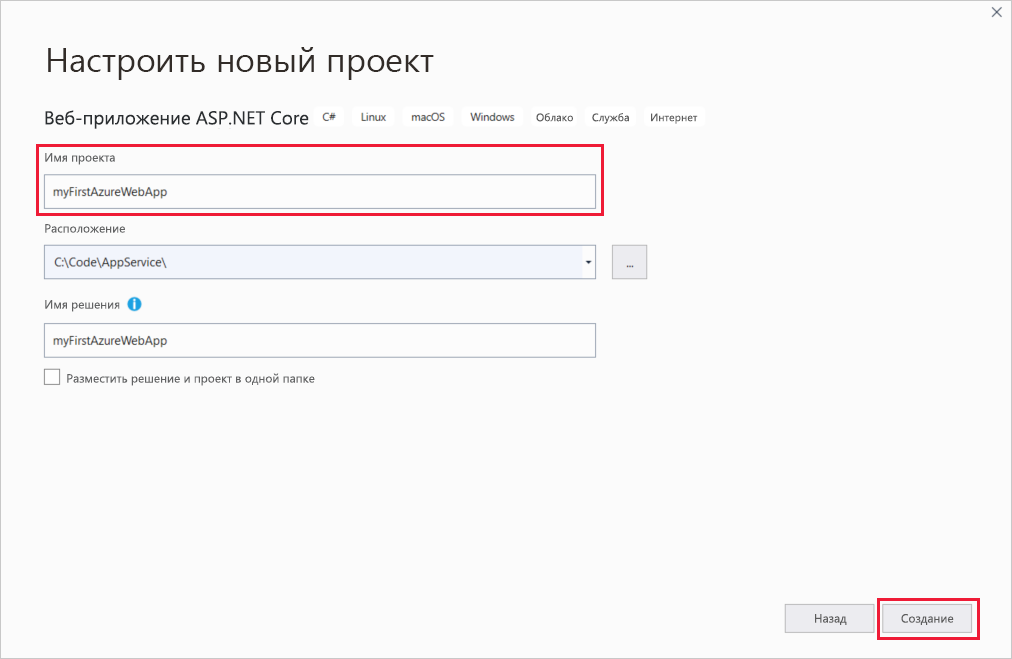 Настроить новый проект
Веб-приложение ASP.NET Core C# Linux macOS Windows Облако Служба Интернет
Имя проекта
myFirstAzureWebApp
Расположение
C:\Code\AppService\
...
Имя решения
myFirstAzureWebApp
Разместить решение и проект в одной папке
Назад Создание